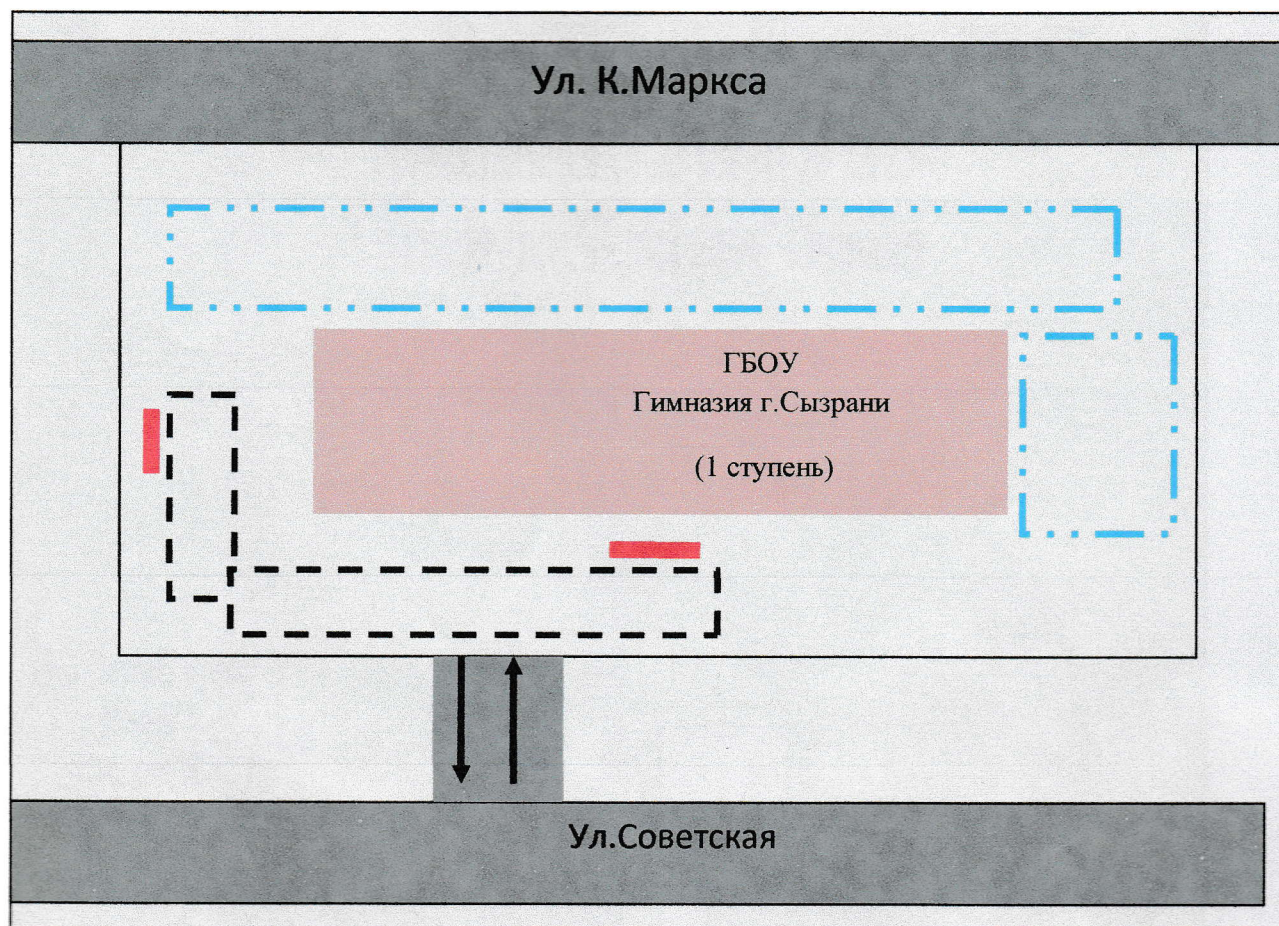 Ул. К.Маркса
ГБОУ
Гимназия г.Сызрани
(1 ступень)
Ул.Советская